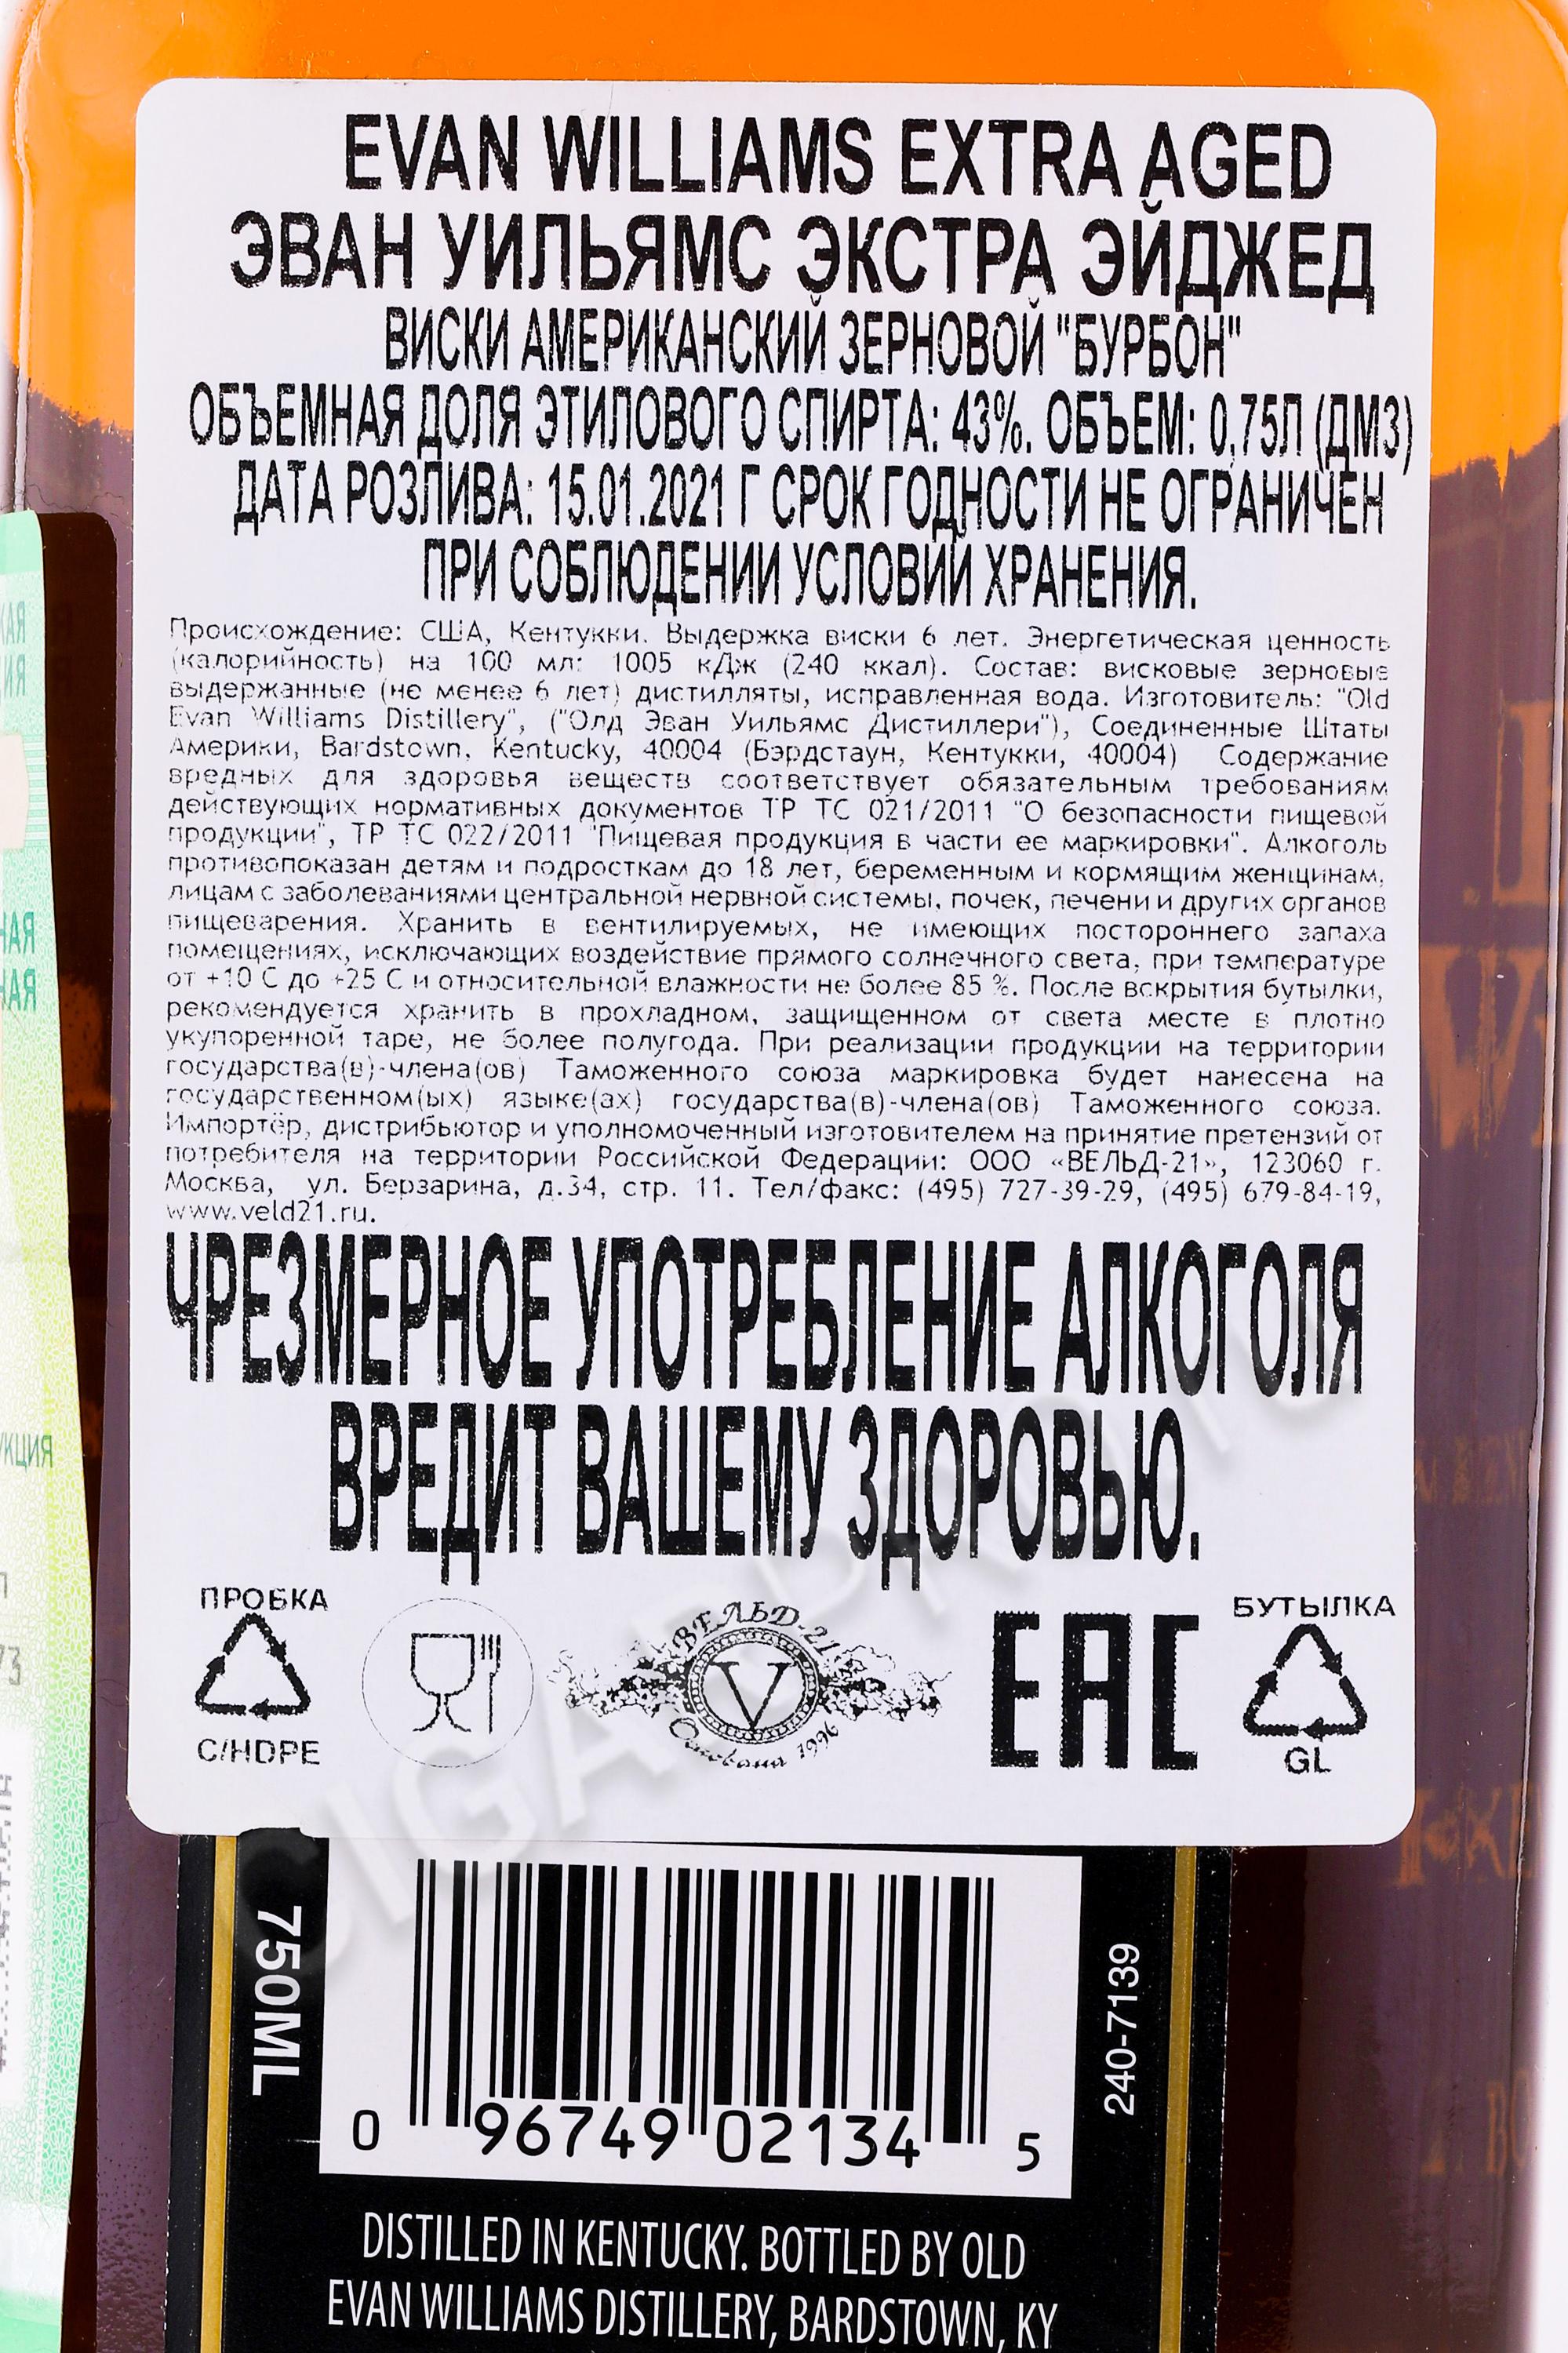 EVAN WILLIAMS EXTRA AGED
ЭВАН УИЛЬЯМС ЭКСТРА ЭЙДЖЕД
ВИСКИ АМЕРИКАНСКИЙ ЗЕРНОВОЙ "БУРБОН"
ОБЪЕМНАЯ ДОЛЯ ЭТИЛОВОГО СПИРТА: 43%. ОБЪЕМ: 0,75Л (ДМ3)
ДАТА РОЗЛИВА: 15.01.2021 Г СРОК ГОДНОСТИ НЕ ОГРАНИЧЕН
ПРИ СОБЛЮДЕНИИ УСЛОВИЙ ХРАНЕНИЯ.
Происхождение: США, Кентукки. Выдержка виски 6 лет. Энергетическая ценность
(калорийность) на 100 мл: 1005 кДж (240 ккал). Состав: висковые зерновые
выдержанные (не менее 6 лет) дистилляты, исправленная вода. Изготовитель: "Old
Evan Williams Distillery", ("Олд Эван Уильямс Дистиллери"), Соединенные Штаты
Америки, Bardstown, Kentucky, 40004 (Бэрдстаун, Кентукки, 40004) Содержание
вредных для здоровья веществ соответствует обязательным требованиям
действующих нормативных документов ТР ТС 021/2011 "О безопасности пищевой
продукции", ТР ТС 022/2011 "Пищевая продукция в части ее маркировки". Алкоголь
противопоказан детям и подросткам до 18 лет, беременным и кормящим женщинам,
лицам с заболеваниями центральной нервной системы, почек, печени и других органов
пищеварения. Хранить в вентилируемых, не имеющих постороннего запаха
помещениях, исключающих воздействие прямого солнечного света, при температуре
от +10 С до +25 С и относительной влажности не более 85 %. После вскрытия бутылки,
рекомендуется хранить в прохладном, защищенном от света месте в плотно
укупоренной таре, не более полугода. При реализации продукции на территории
государства(в)-члена(ов) Таможенного союза маркировка будет нанесена на
государственном(ых) языке(ах) государства(в)-члена(ов) Таможенного союза.
Импортёр, дистрибьютор и уполномоченный изготовителем на принятие претензий от
потребителя на территории Российской Федерации: ООО «ВЕЛЬД-21», 123060 г.
Москва, ул. Берзарина, д.34, стр. 11. Тел/факс: (495) 727-39-29, (495) 679-84-19,
www.veld21.ru.
ЧРЕЗМЕРНОЕ УПОТРЕБЛЕНИЕ АЛКОГОЛЯ
ВРЕДИТ ВАШЕМУ ЗДОРОВЬЮ.
ПРОБКА
C/HDPE
ВЕЛЬД-21
V
Основана 1996
EAC
БУТЫЛКА
GL
750ML
0 96749 02134 5
240-7139
DISTILLED IN KENTUCKY. BOTTLED BY OLD
EVAN WILLIAMS DISTILLERY, BARDSTOWN, KY